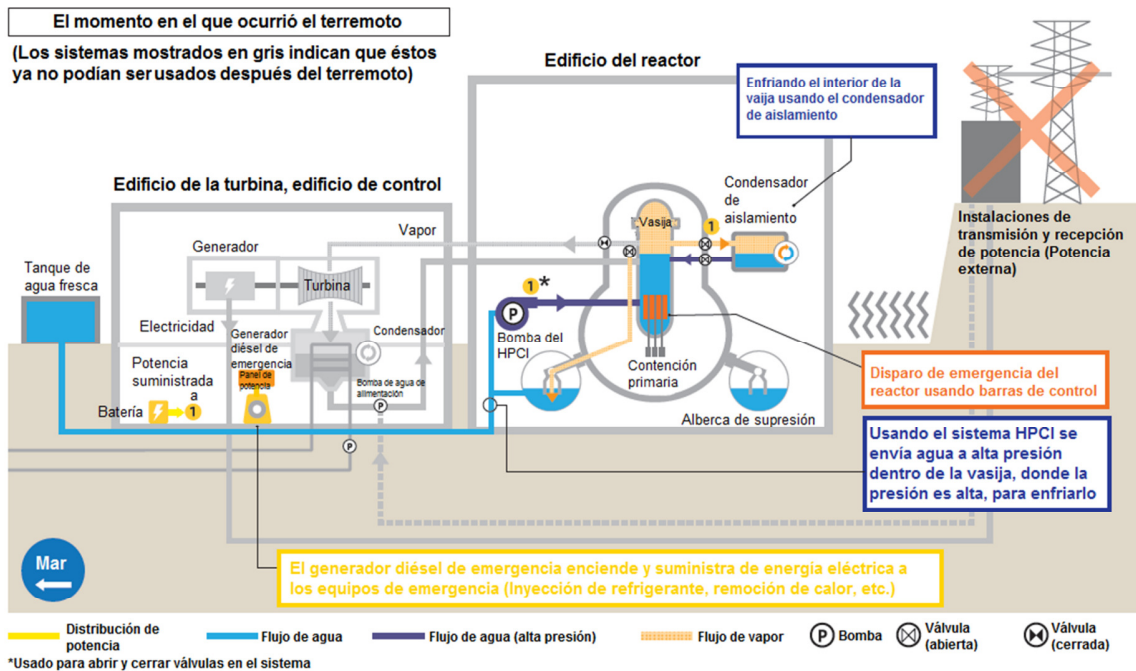 El momento en el que ocurrió el terremoto
(Los sistemas mostrados en gris indican que éstos
ya no podían ser usados después del terremoto)
Edificio del reactor
Enfriando el interior de la
vaija usando el condensador
de aislamiento
Edificio de la turbina, edificio de control
Condensador
de
aislamiento
Vasija
1
Vapor
Generador
Turbina
Instalaciones de
transmisión y recepción
de potencia (Potencia
externa)
Tanque de
agua fresca
1*
P
Bomba del
HPCI
Electricidad
Generador
diésel de
emergencia
Condensador
Contención
primaria
Potencia
suministrada
a
Panel de
potencia
Bomba de agua de
alimentación
P
Batería
1
Alberca de supresión
Disparo de emergencia del
reactor usando barras de control
P
Usando el sistema HPCI se
envía agua a alta presión
dentro de la vasija, donde la
presión es alta, para enfriarlo
Mar
El generador diésel de emergencia enciende y suministra de energía eléctrica a
los equipos de emergencia (Inyección de refrigerante, remoción de calor, etc.)
Distribución de
potencia
Flujo de agua
Flujo de agua (alta presión)
Flujo de vapor
P Bomba
Válvula
(abierta)
Válvula
(cerrada)
*Usado para abrir y cerrar válvulas en el sistema